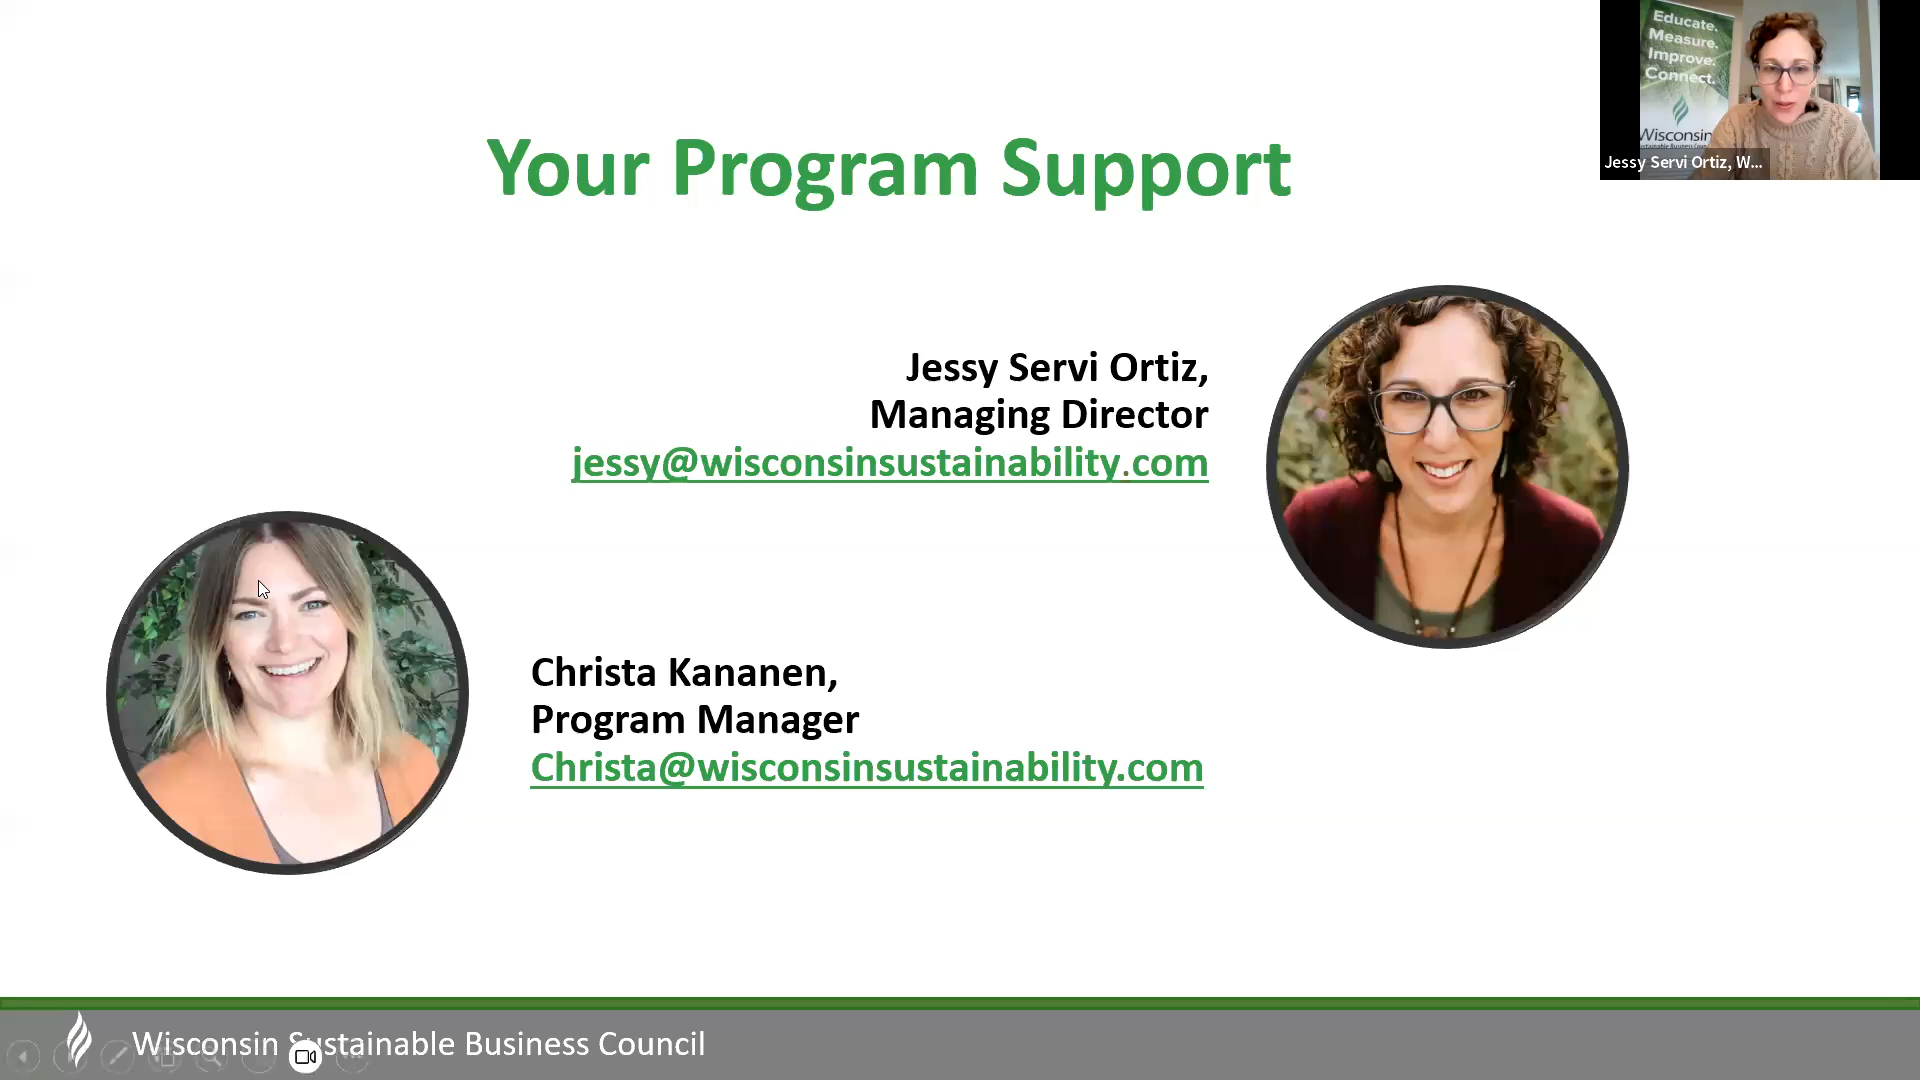 Educate.
Measure.
Improve.
Connect.
Wisconsin
Jessy Servi Ortiz, W...
Your Program Support
Jessy Servi Ortiz,
Managing Director
jessy@wisconsinsustainability.com
Christa Kananen,
Program Manager
Christa@wisconsinsustainability.com
Wisconsin Sustainable Business Council